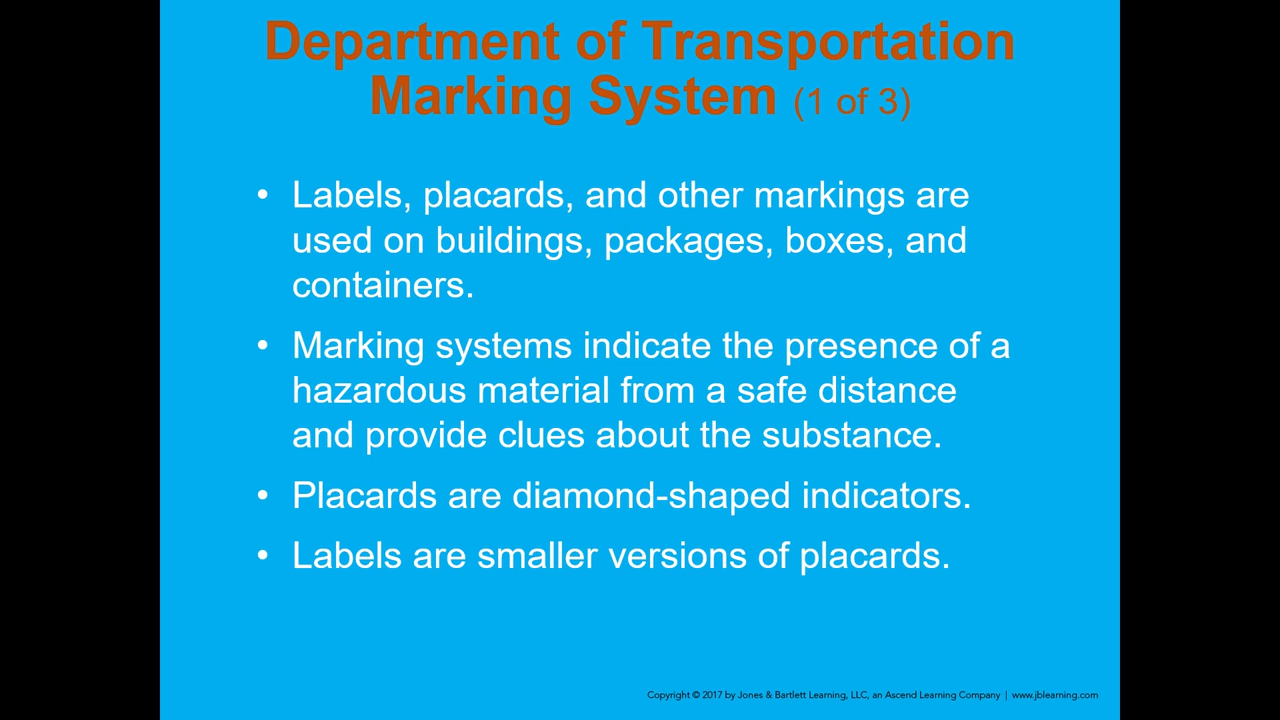 Department of Transportation
Marking System (1 of 3)
• Labels, placards, and other markings are
used on buildings, packages, boxes, and
containers.
• Marking systems indicate the presence of a
hazardous material from a safe distance
and provide clues about the substance.
• Placards are diamond-shaped indicators.
• Labels are smaller versions of placards.
Copyright © 2017 by Jones & Bartlett Learning, LLC, an Ascend Learning Company | www.jblearning.com